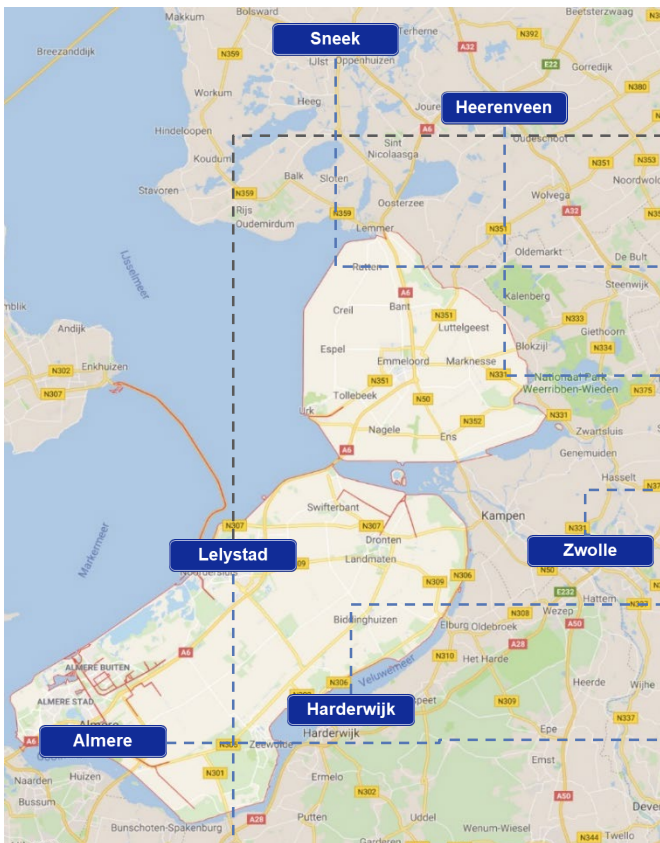 Makkum
Bolsward
Beetsterzwaag
Terherne
N392
N354
Sneek
A32
Breezanddijk
N359
IJlst
Oppenhuizen
E22
Gorredijk
Workum
Heeg
Joure
N380
Heerenveen
Hindeloopen
A6
Oudeschoot
Sint
Nicolaasga
Koudum
N351
N353
Balk
Sloten
Noordwold
Stavoren
N359
Wolvega
Rijs
Oosterzee
A32
Oudemirdum
N359
Lemmer
N351
IJsselmeer
Oldemarkt
De Bult
Rutten
Steenwijk
A6
Kalenberg
Creil
Bant
N351
N333
Andijk
Luttelgeest
Giethoorn
Espel
Blokzijl
N334
Enkhuizen
Emmeloord
Marknesse
N302
N351
N331
Nationaal Park
Weerribben-Wieden
N307
Tollebeek
N50
N375
Urk
N352
N331
Nagele
Ens
Zwartsluis
A6
Genemuiden
Hasselt
Swifterbant
Kampen
N307
N307
N331
Markermeer
Dronten
Lelystad
Zwolle
Landmaten
N50
N309
N306
E232
Hattem
Biddinghuizen
N308
Wezep
N337
Elburg
Oldebroek
A50
A6
A28
ALMERE BUITEN
N310
Veluwemeer
Het Harde
N306
Heerde
Wijhe
ALMERE STAD
N309
Harderwijk
N337
Almere
Harderwijk
Epe
A6
N305
Zeewolde
Emst
Naarden
Huizen
N301
Ermelo
N302
A50
Bussum
Putten
Uddel
Bunschoten-Spakenburg
A28
Wenum-Wiesel
N344
Twello
Garderen